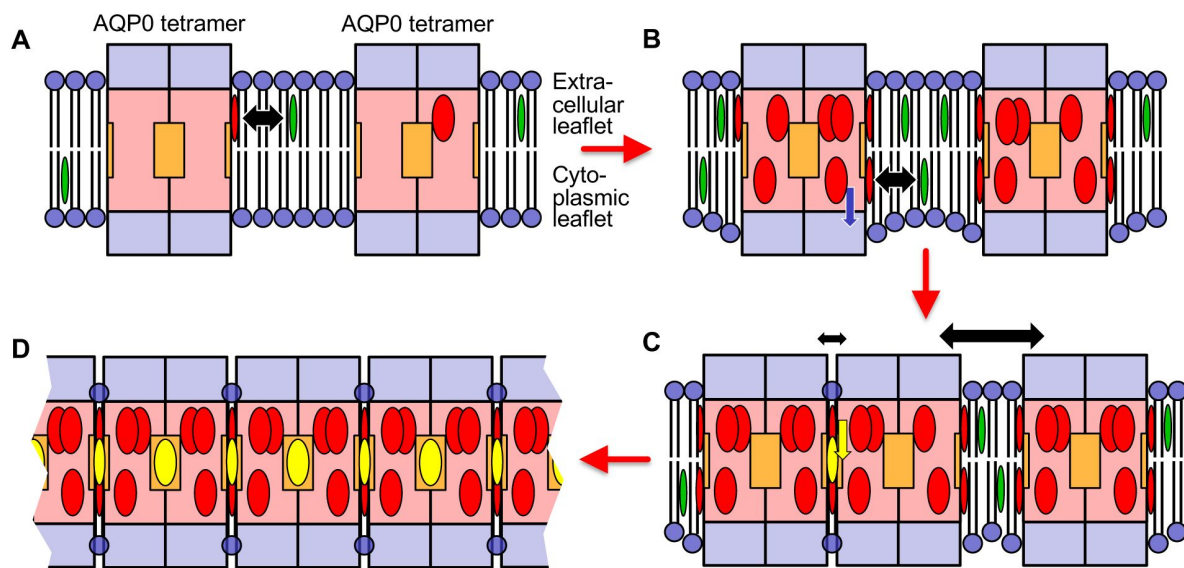 AQP0 tetramer
AQP0 tetramer
A
B
Extra-
cellular
leaflet
Cyto-
plasmic
leaflet
D
C